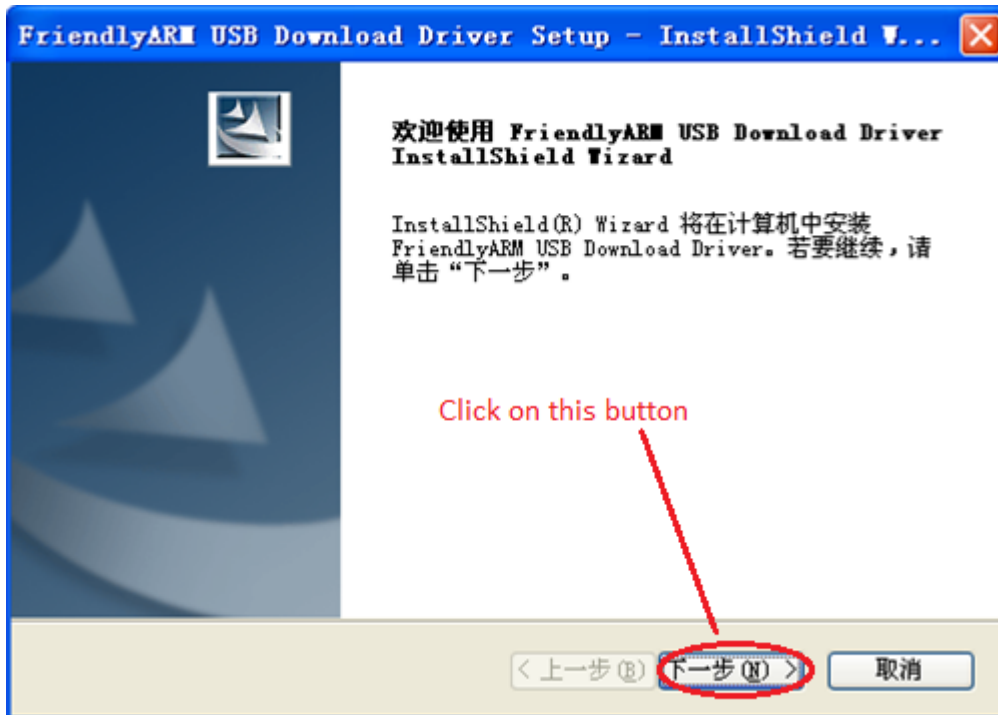 FriendlyARM USB Download Driver Setup - InstallShield W...
欢迎使用 FriendlyARM USB Download Driver
InstallShield Wizard
InstallShield(R) Wizard 将在计算机中安装
FriendlyARM USB Download Driver。若要继续，请
单击“下一步”。
Click on this button
< 上一步(B)
下一步(N) >
取消